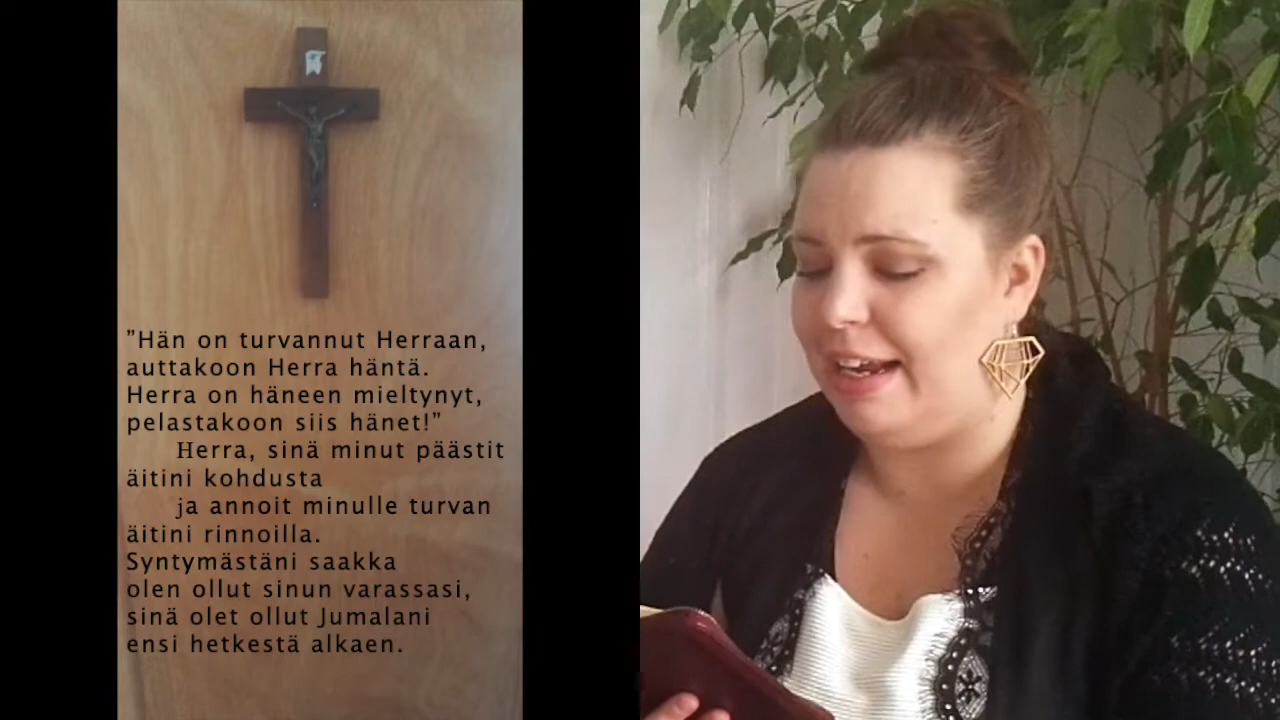 "Hän on turvannut Herraan,
auttakoon Herra häntä.
Herra on häneen mieltynyt,
pelastakoon siis hänet!"
Herra, sinä minut päästit
äitini kohdusta
ja annoit minulle turvan
äitini rinnoilla.
Syntymästäni saakka
olen ollut sinun varassasi,
sinä olet ollut Jumalani
ensi hetkestä alkaen.